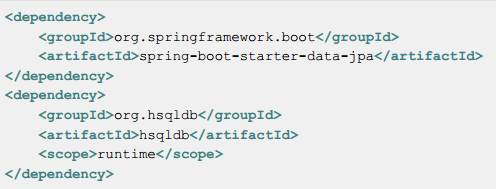 <dependency>
    <groupId>org.springframework.boot</groupId>
    <artifactId>spring-boot-starter-data-jpa</artifactId>
</dependency>
<dependency>
    <groupId>org.hsqldb</groupId>
    <artifactId>hsqldb</artifactId>
    <scope>runtime</scope>
</dependency>